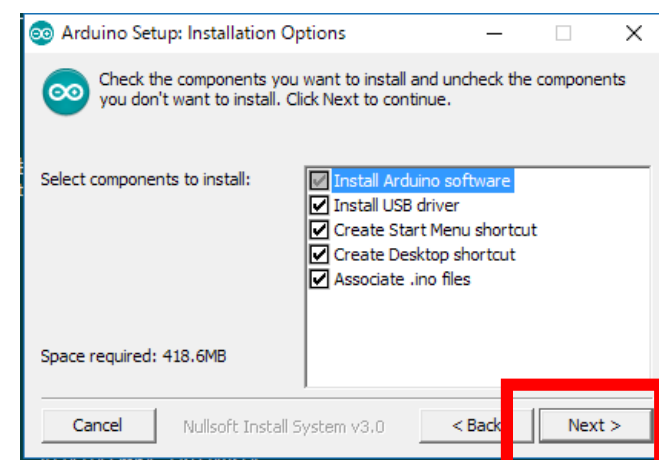 Arduino Setup: Installation Options
Check the components you want to install and uncheck the components
you don't want to install. Click Next to continue.
Select components to install:
Install Arduino software
Install USB driver
Create Start Menu shortcut
Create Desktop shortcut
Associate .ino files
Space required: 418.6MB
Cancel
Nullsoft Install System v3.0
< Back
Next >